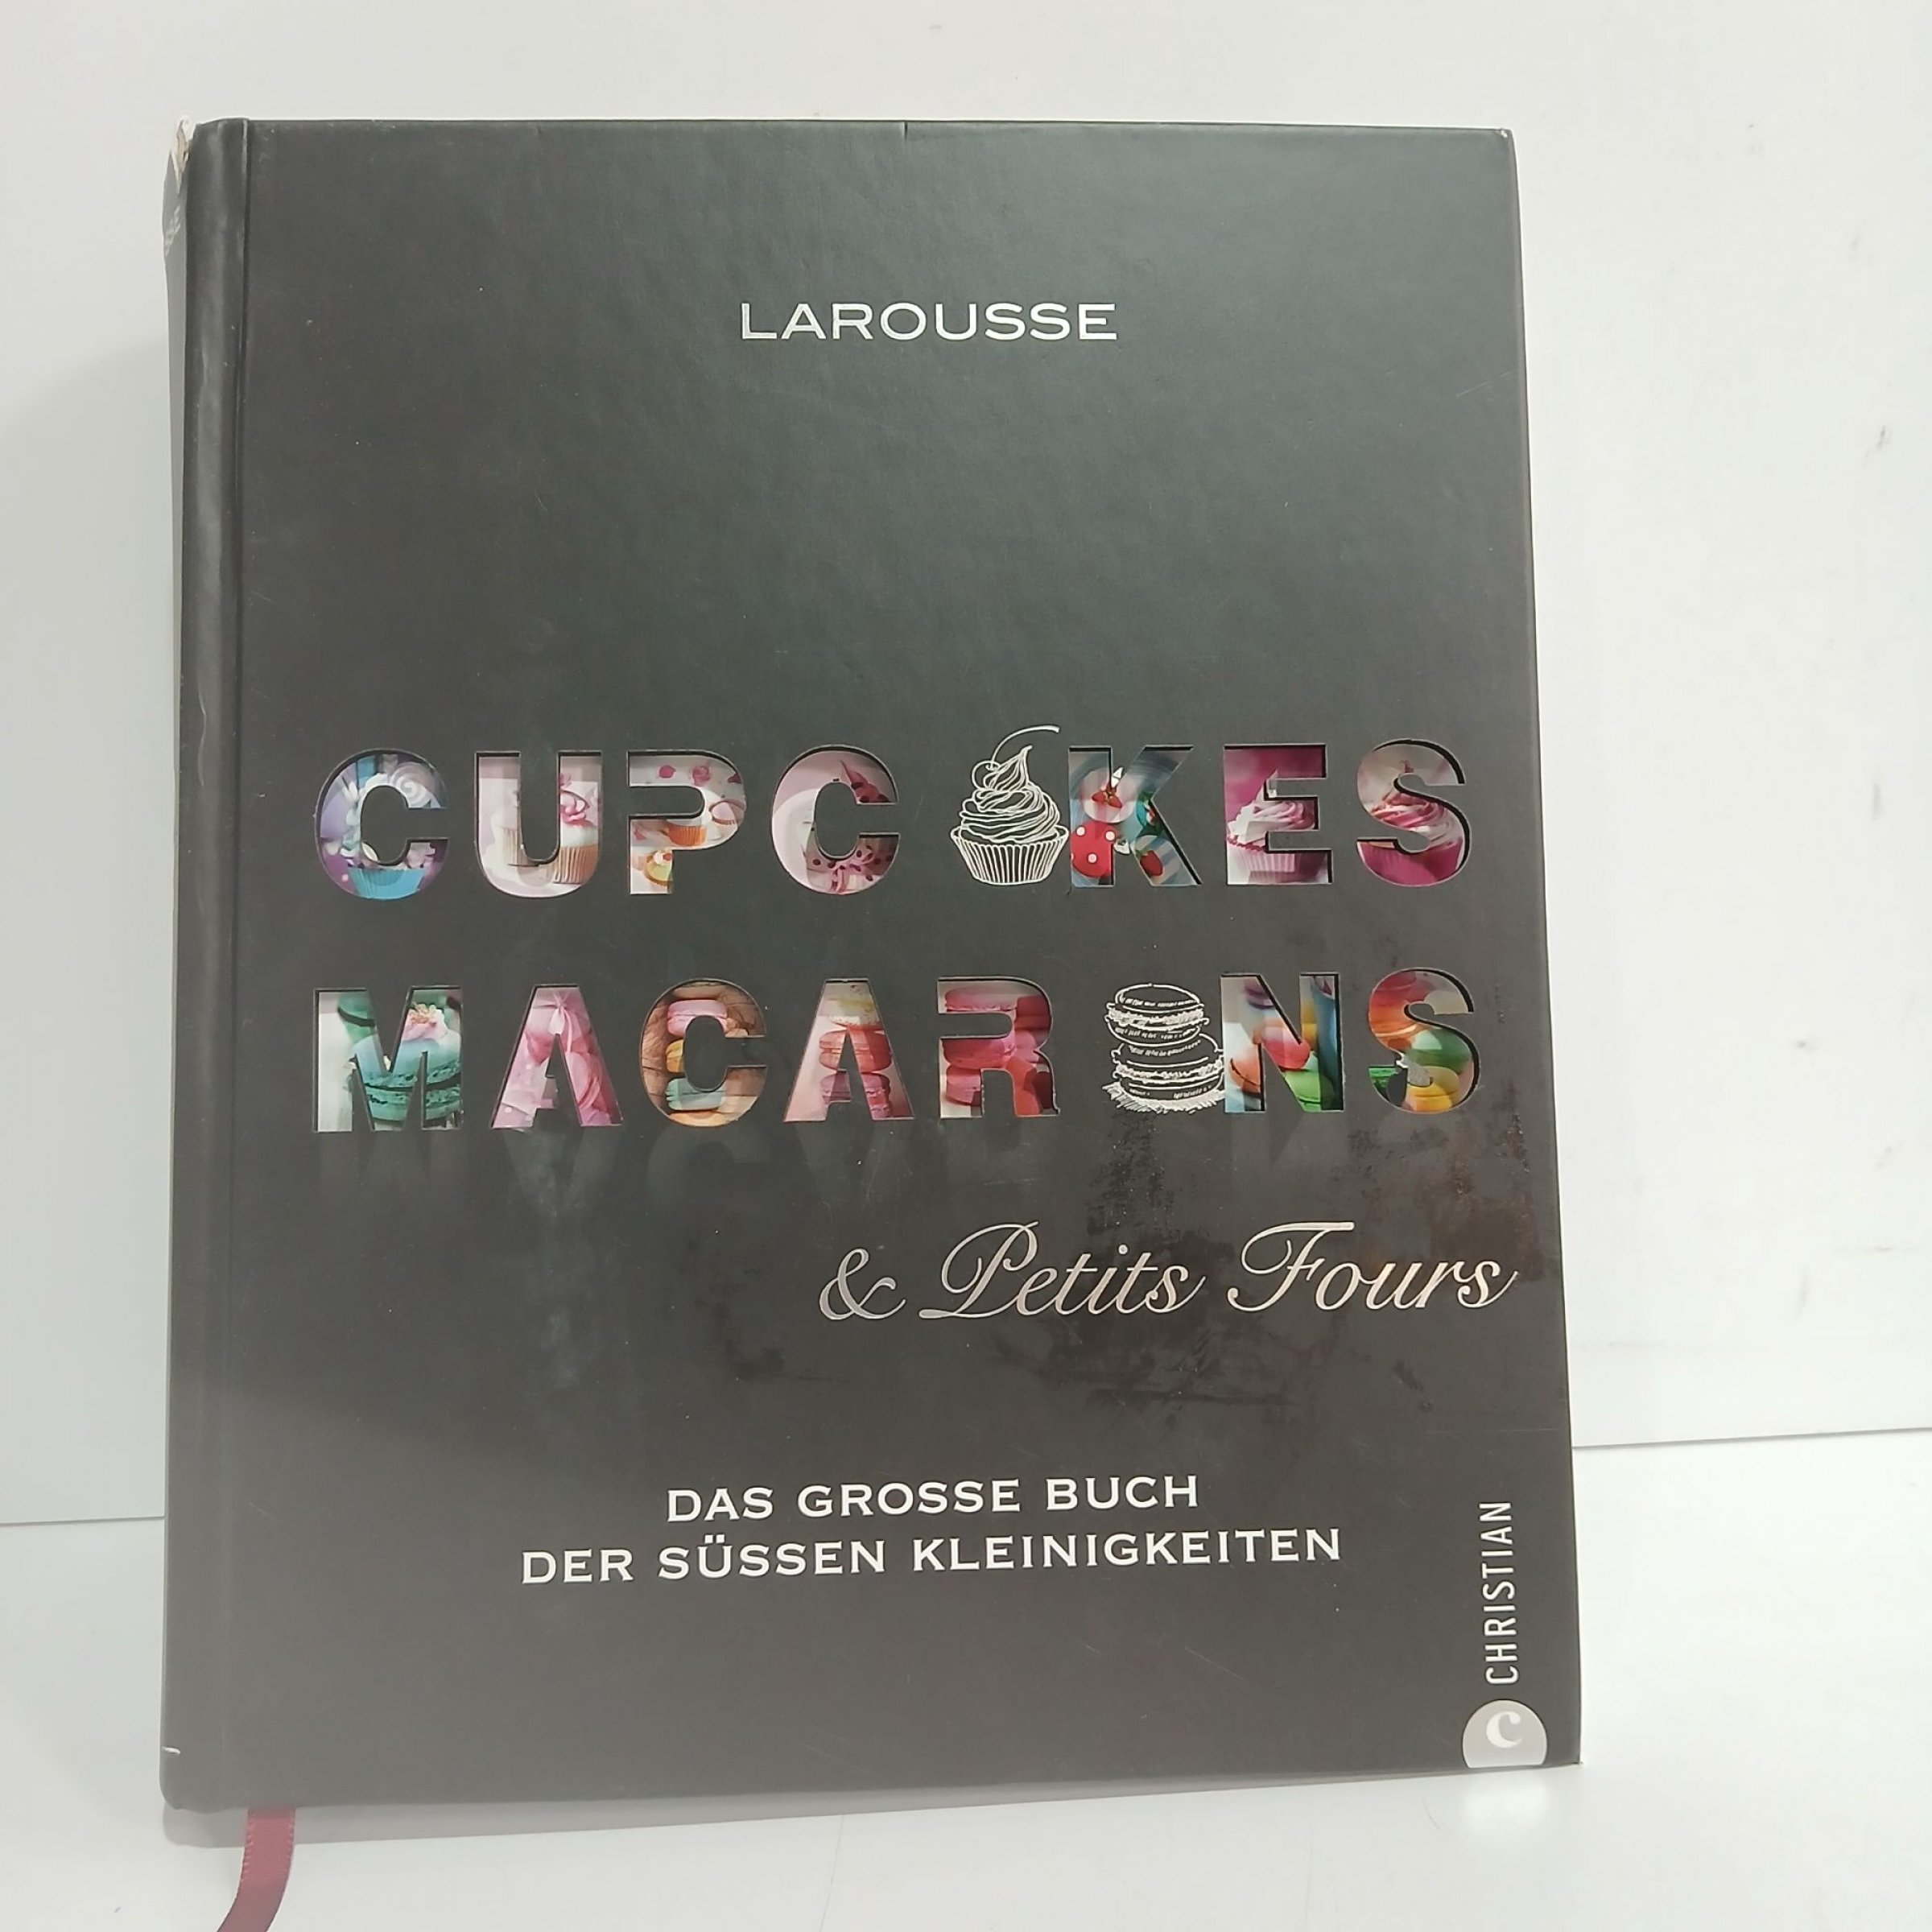 LAROUSSE
CUPCAKES
MACARONS
& Petits Fours
DAS GROSSE BUCH
DER SÜSSEN KLEINIGKEITEN
CHRISTIAN
C